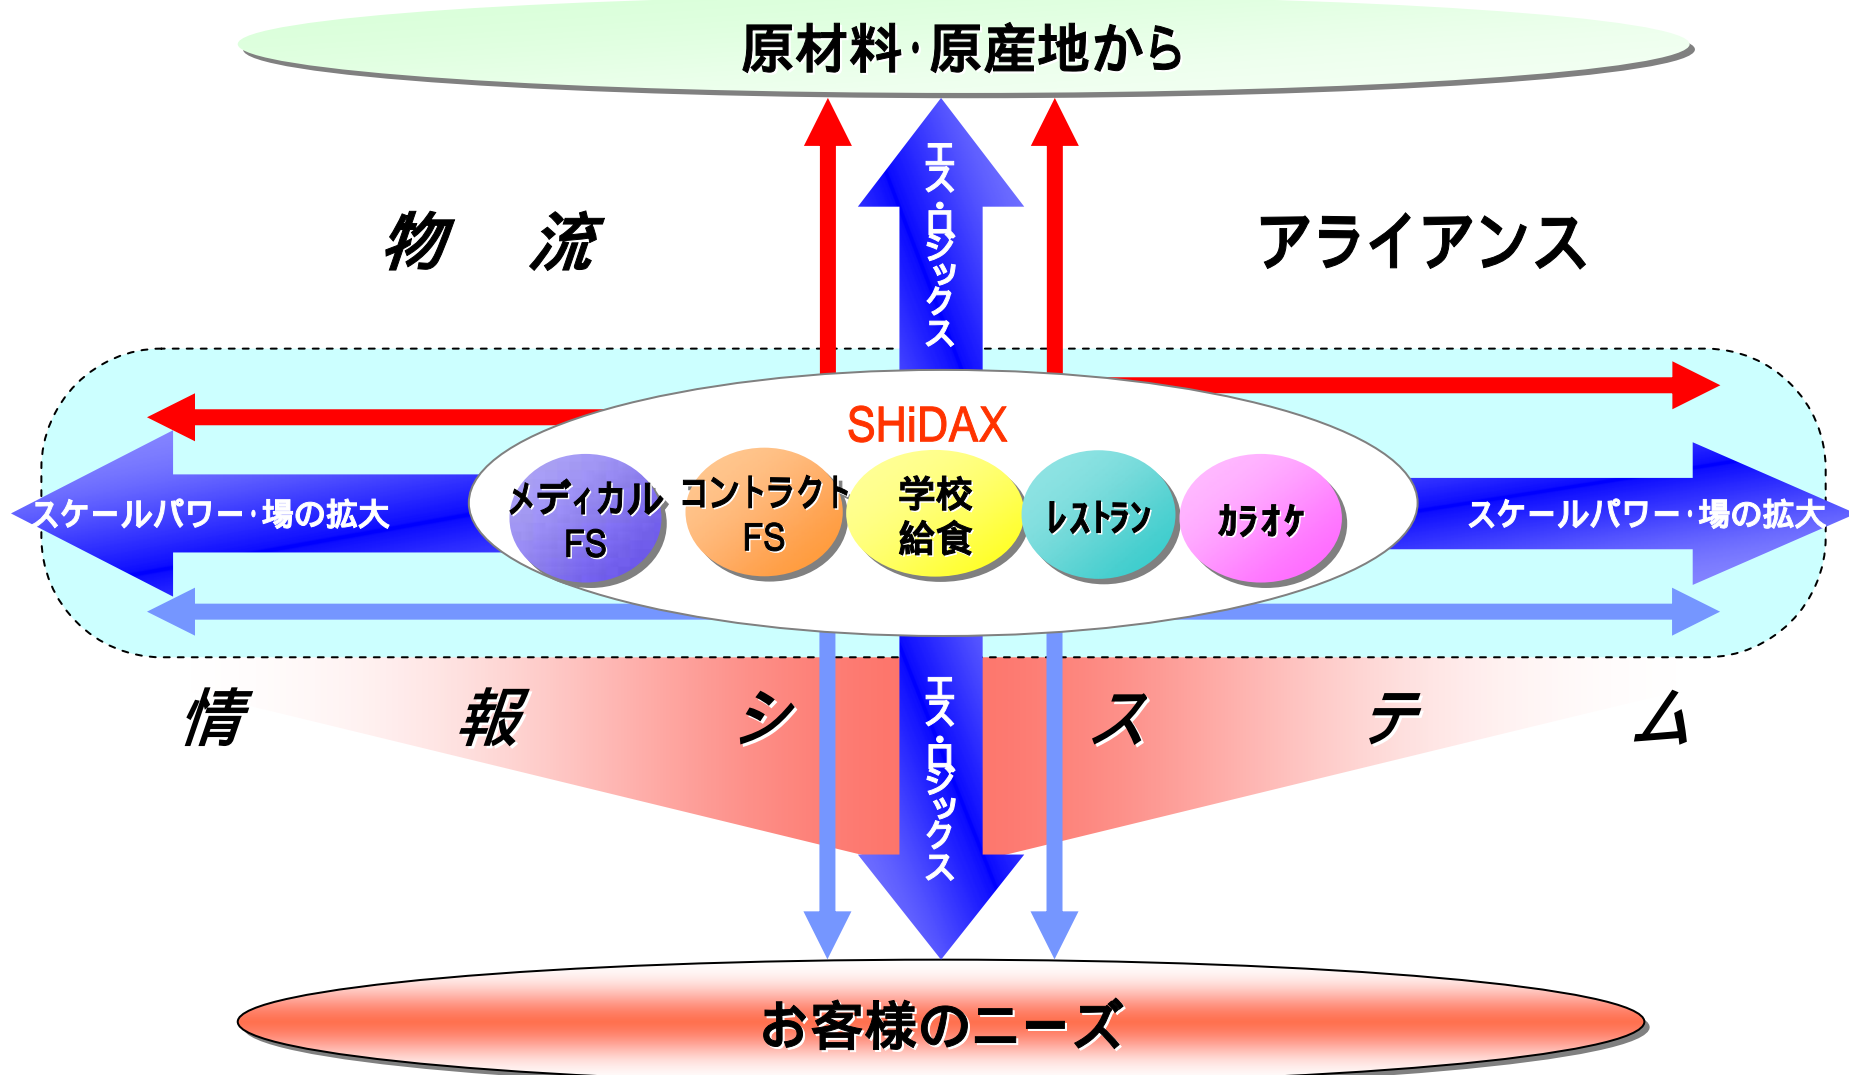 原材料・原産地から
エス・ロジックス
物 流
アライアンス
SHiDAX
メディカル
FS
コントラクト
FS
学校
給食
レストラン
カラオケ
スケールパワー・場の拡大
スケールパワー・場の拡大
情 報 シ ス テ ム
エス・ロジックス
お客様のニーズ